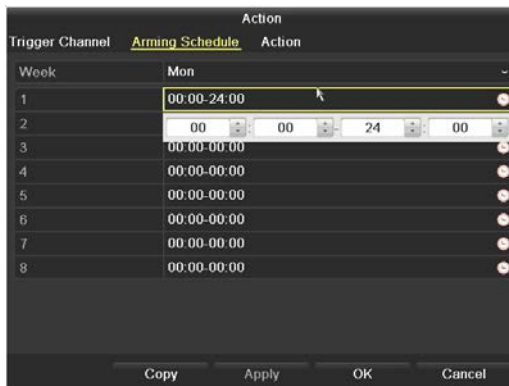 Action
Trigger Channel Arming Schedule Action
Week Mon
1 00:00-24:00
2 00 : 00 - 24 : 00
3 00:00-00:00
4 00:00-00:00
5 00:00-00:00
6 00:00-00:00
7 00:00-00:00
8 00:00-00:00
Copy Apply OK Cancel